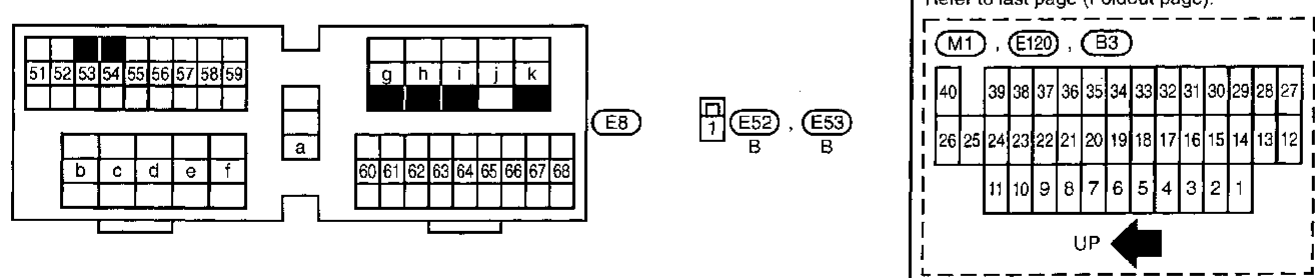 Refer to last page (Foldout page).
M1 , E120 , B3
51 52 53 54 55 56 57 58 59
g h i j k
a
b c d e f
60 61 62 63 64 65 66 67 68
E8
1 E52 , E53
B B
40 39 38 37 36 35 34 33 32 31 30 29 28 27
26 25 24 23 22 21 20 19 18 17 16 15 14 13 12
11 10 9 8 7 6 5 4 3 2 1
UP